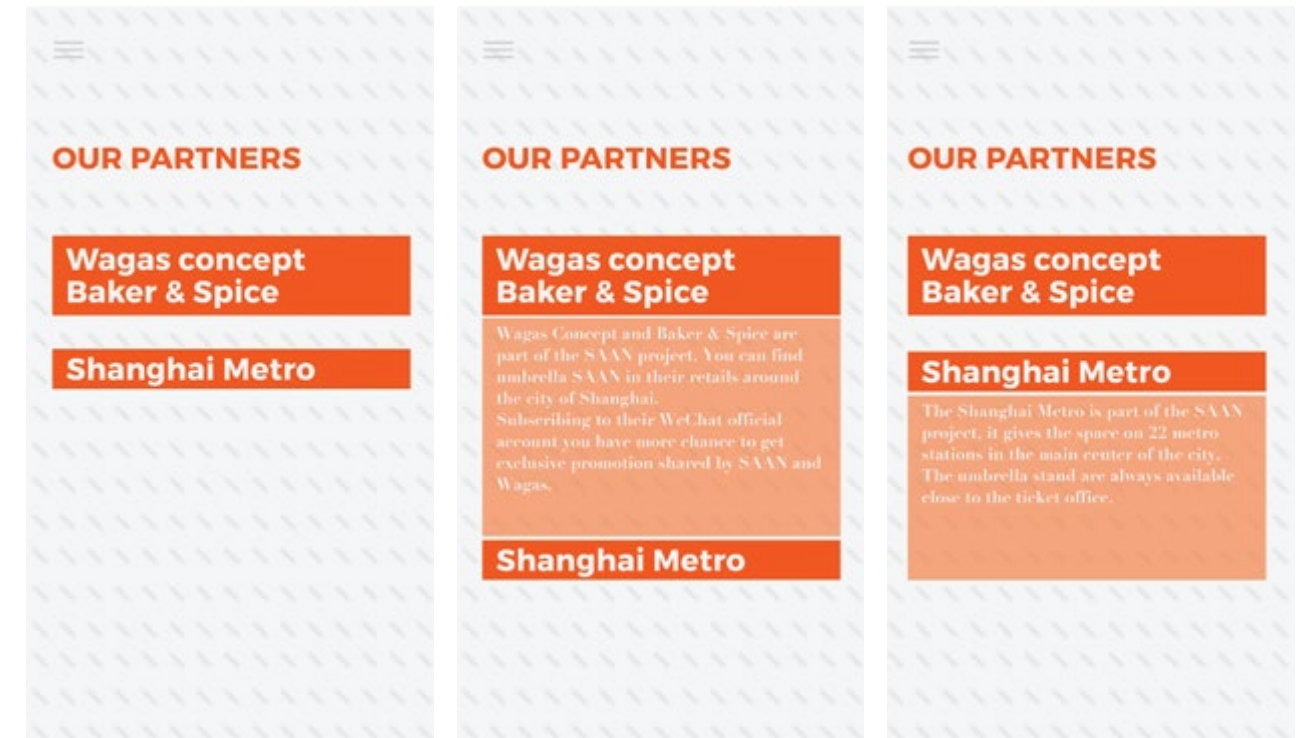 OUR PARTNERS
Wagas concept
Baker & Spice
Shanghai Metro
OUR PARTNERS
Wagas concept
Baker & Spice
Wagas Concept and Baker & Spice are
part of the SAAN project. You can find
umbrella SAAN in their retails around
the city of Shanghai.
Subscribing to their WeChat official
account you have more chance to get
exclusive promotion shared by SAAN and
Wagas.
Shanghai Metro
OUR PARTNERS
Wagas concept
Baker & Spice
Shanghai Metro
The Shanghai Metro is part of the SAAN
project, it gives the space on 22 metro
stations in the main center of the city.
The umbrella stand are always available
close to the ticket office.